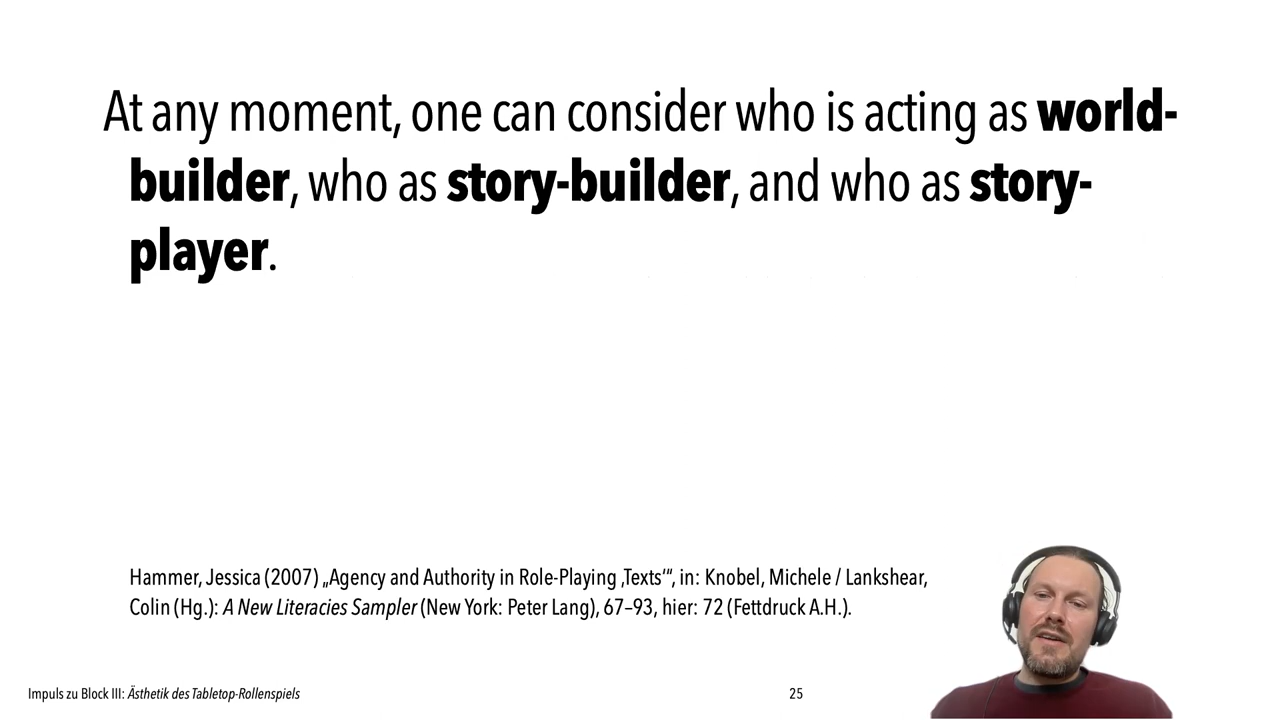 At any moment, one can consider who is acting as world-
builder, who as story-builder, and who as story-
player.
Hammer, Jessica (2007) „Agency and Authority in Role-Playing ‚Texts‘“, in: Knobel, Michele / Lankshear,
Colin (Hg.): A New Literacies Sampler (New York: Peter Lang), 67–93, hier: 72 (Fettdruck A.H.).
Impuls zu Block III: Ästhetik des Tabletop-Rollenspiels
25